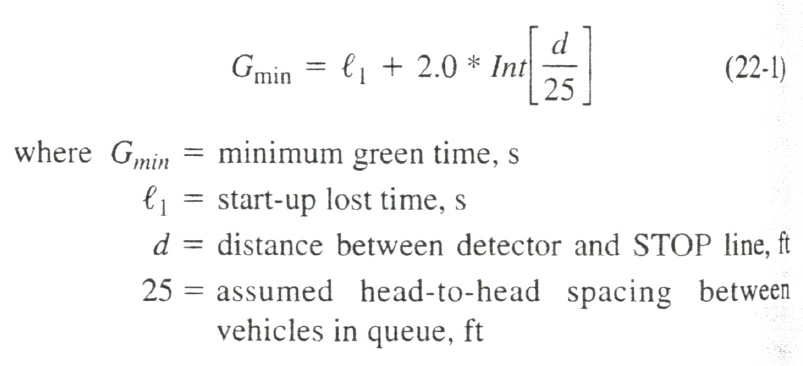 G_min = ℓ_1 + 2.0 * Int[d/25] (22-1)
where G_min = minimum green time, s
ℓ_1 = start-up lost time, s
d = distance between detector and STOP line, ft
25 = assumed head-to-head spacing between
vehicles in queue, ft